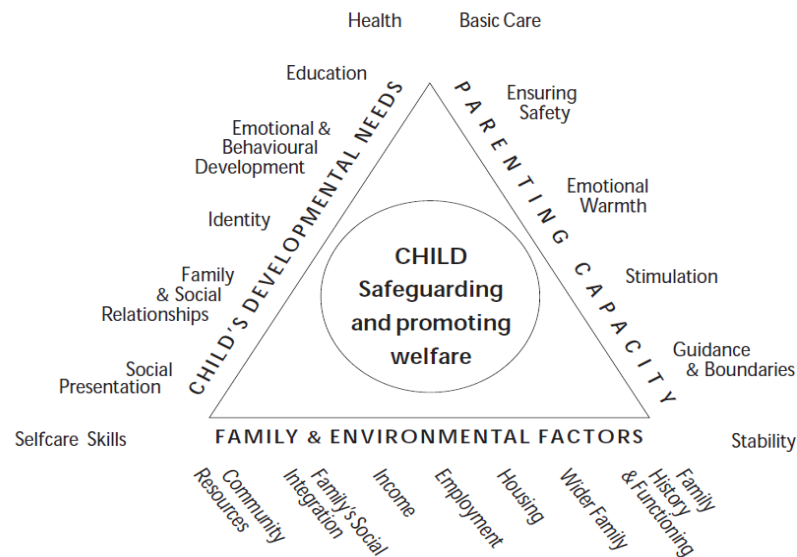 Health
Basic Care
Education
Ensuring
Safety
Emotional &
Behavioural
Development
Emotional
Warmth
Identity
Stimulation
Family
& Social
Relationships
Guidance
& Boundaries
Social
Presentation
Selfcare Skills
Stability
CHILD'S DEVELOPMENTAL NEEDS
PARENTING CAPACITY
CHILD
Safeguarding
and promoting
welfare
FAMILY & ENVIRONMENTAL FACTORS
Community
Resources
Family's Social
Integration
Income
Employment
Housing
Wider Family
Family
History
& Functioning